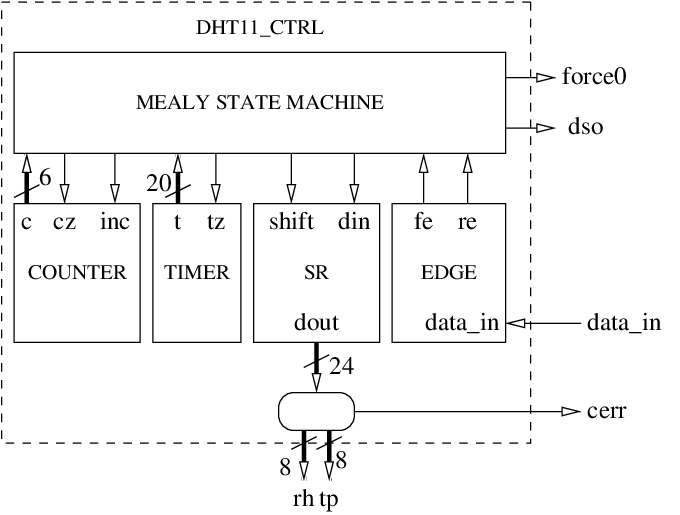 DHT11_CTRL
MEALY STATE MACHINE
force0
dso
6
20
c cz inc
t tz
shift din
fe re
COUNTER
TIMER
SR
EDGE
dout
data_in
data_in
24
cerr
8
8
rh tp